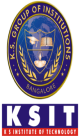 K.S. GROUP OF INSTITUTIONS
BANGALORE
KSIT
K S INSTITUTE OF TECHNOLOGY